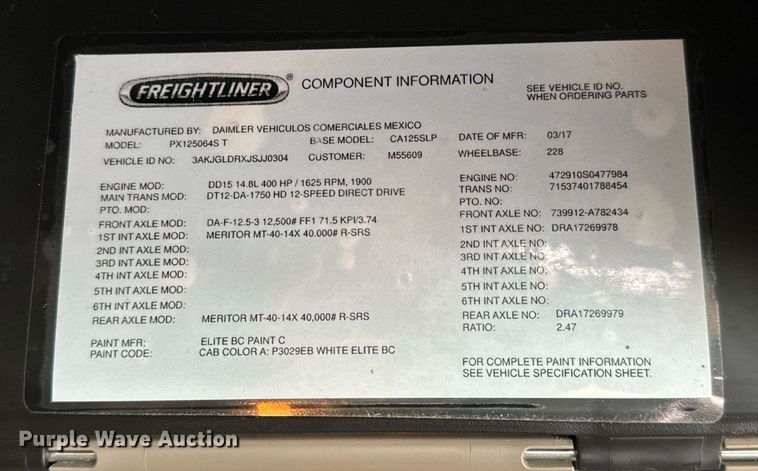 FREIGHTLINER® COMPONENT INFORMATION
SEE VEHICLE ID NO.
WHEN ORDERING PARTS
MANUFACTURED BY: DAIMLER VEHICULOS COMERCIALES MEXICO
MODEL: PX125064S T BASE MODEL: CA125SLP DATE OF MFR: 03/17
VEHICLE ID NO: 3AKJGLDRXJSJJ0304 CUSTOMER: M55609 WHEELBASE: 228
ENGINE MOD: DD15 14.8L 400 HP / 1625 RPM, 1900 ENGINE NO: 472910S0477984
MAIN TRANS MOD: DT12-DA-1750 HD 12-SPEED DIRECT DRIVE TRANS NO: 71537401788454
PTO. MOD: PTO. NO:
FRONT AXLE MOD: DA-F-12.5-3 12,500# FF1 71.5 KPI/3.74 FRONT AXLE NO: 739912-A782434
1ST INT AXLE MOD: MERITOR MT-40-14X 40,000# R-SRS 1ST INT AXLE NO: DRA17269978
2ND INT AXLE MOD: 2ND INT AXLE NO:
3RD INT AXLE MOD: 3RD INT AXLE NO:
4TH INT AXLE MOD: 4TH INT AXLE NO:
5TH INT AXLE MOD: 5TH INT AXLE NO:
6TH INT AXLE MOD: 6TH INT AXLE NO:
REAR AXLE MOD: MERITOR MT-40-14X 40,000# R-SRS REAR AXLE NO: DRA17269979
RATIO: 2.47
PAINT MFR: ELITE BC PAINT C
PAINT CODE: CAB COLOR A: P3029EB WHITE ELITE BC
FOR COMPLETE PAINT INFORMATION
SEE VEHICLE SPECIFICATION SHEET.
Purple Wave Auction